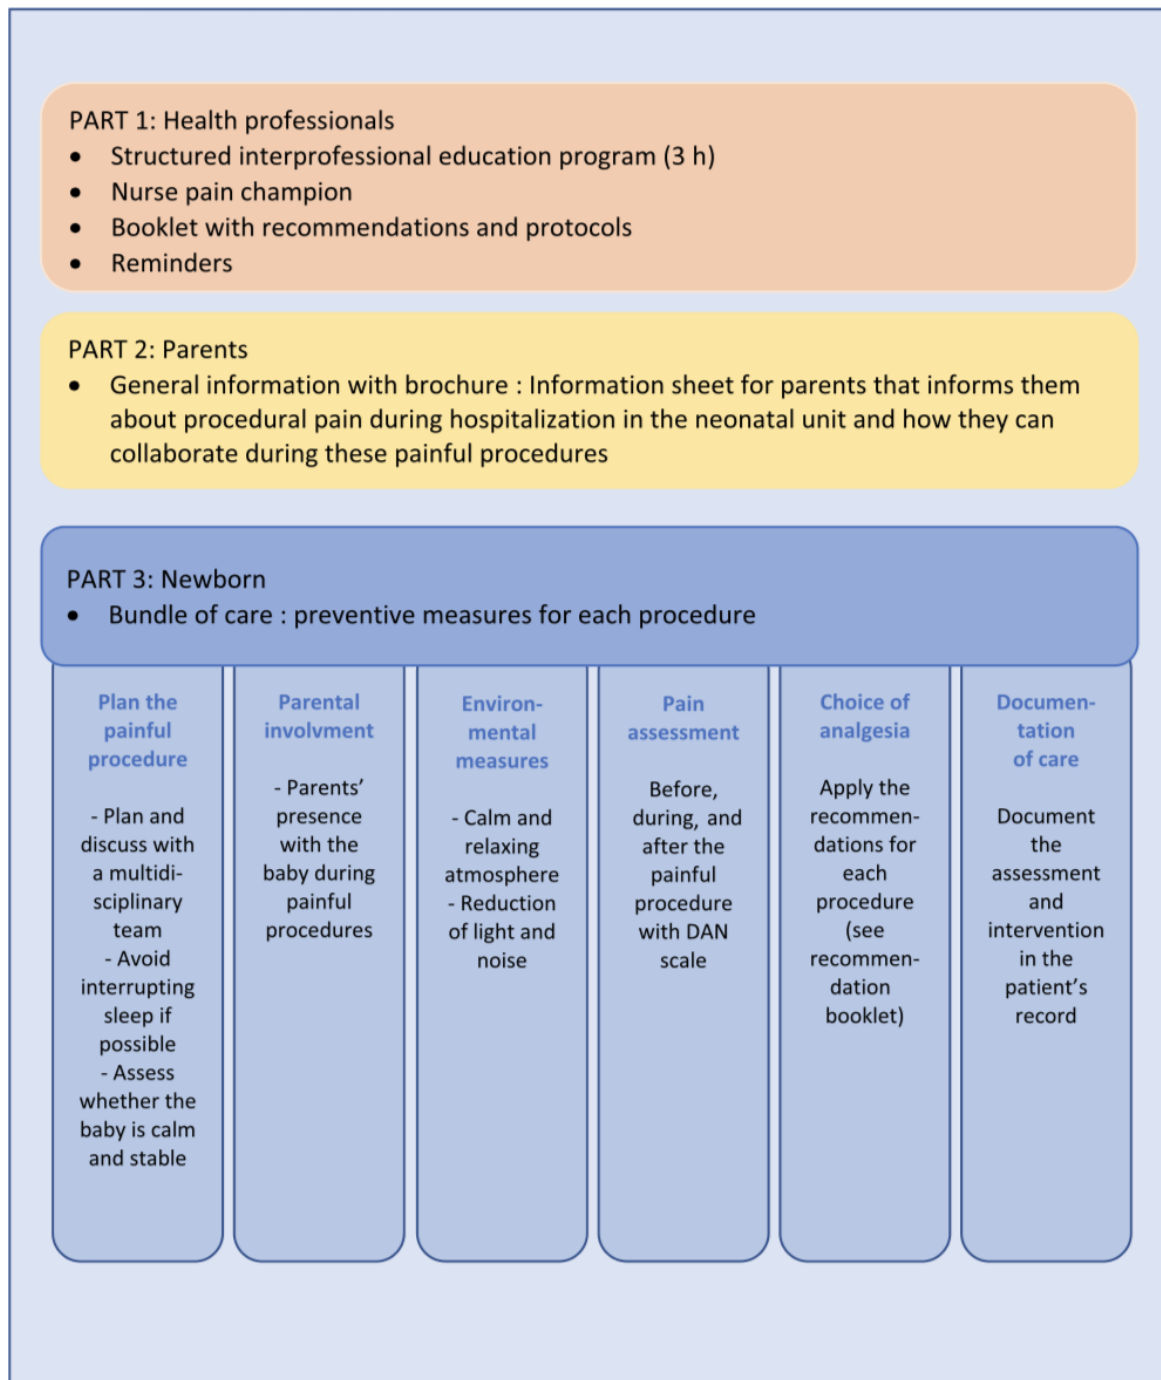 PART 1: Health professionals
• Structured interprofessional education program (3 h)
• Nurse pain champion
• Booklet with recommendations and protocols
• Reminders
PART 2: Parents
• General information with brochure : Information sheet for parents that informs them
about procedural pain during hospitalization in the neonatal unit and how they can
collaborate during these painful procedures
PART 3: Newborn
• Bundle of care : preventive measures for each procedure
Plan the
painful
procedure
- Plan and
discuss with
a multidi-
sciplinary
team
- Avoid
interrupting
sleep if
possible
- Assess
whether the
baby is calm
and stable
Parental
involvment
- Parents’
presence
with the
baby during
painful
procedures
Environ-
mental
measures
- Calm and
relaxing
atmosphere
- Reduction
of light and
noise
Pain
assessment
Before,
during, and
after the
painful
procedure
with DAN
scale
Choice of
analgesia
Apply the
recommen-
dations for
each
procedure
(see
recommen-
dation
booklet)
Documen-
tation
of care
Document
the
assessment
and
intervention
in the
patient’s
record